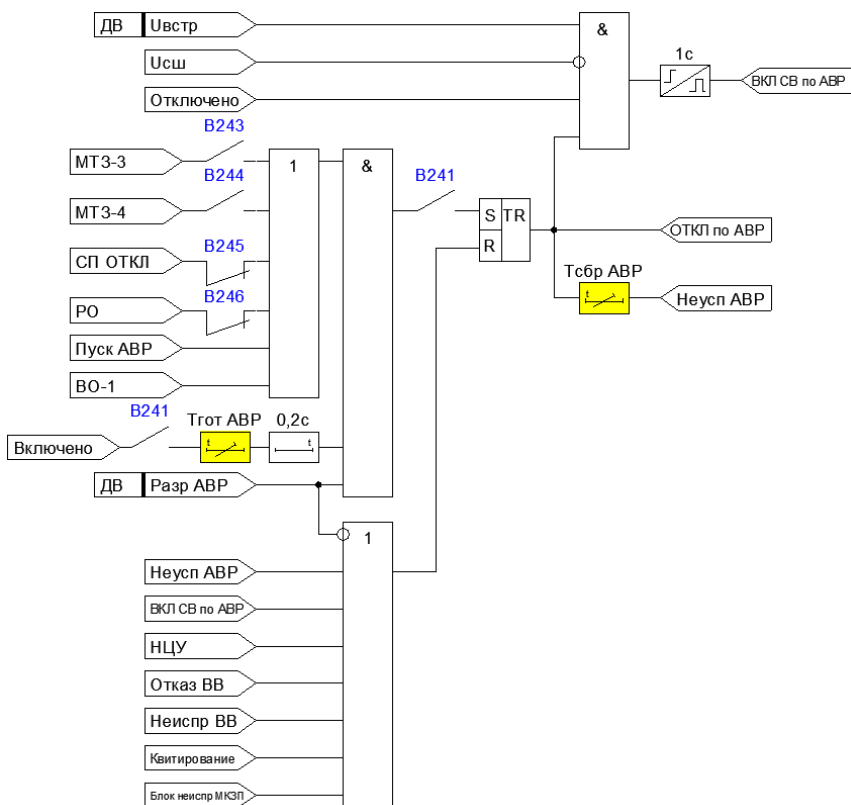 ДВ Uвстр
&
Uсш
1с
ВКЛ СВ по АВР
Отключено
B243
МТЗ-3
1
&
B244
B241
МТЗ-4
S TR
R
ОТКЛ по АВР
B245
СП ОТКЛ
Тсбр АВР
t
Неусп АВР
B246
РО
Пуск АВР
ВО-1
B241
Тгот АВР
0,2с
Включено
t
t
ДВ Разр АВР
1
Неусп АВР
ВКЛ СВ по АВР
НЦУ
Отказ ВВ
Неиспр ВВ
Квитирование
Блок неиспр МКЗП